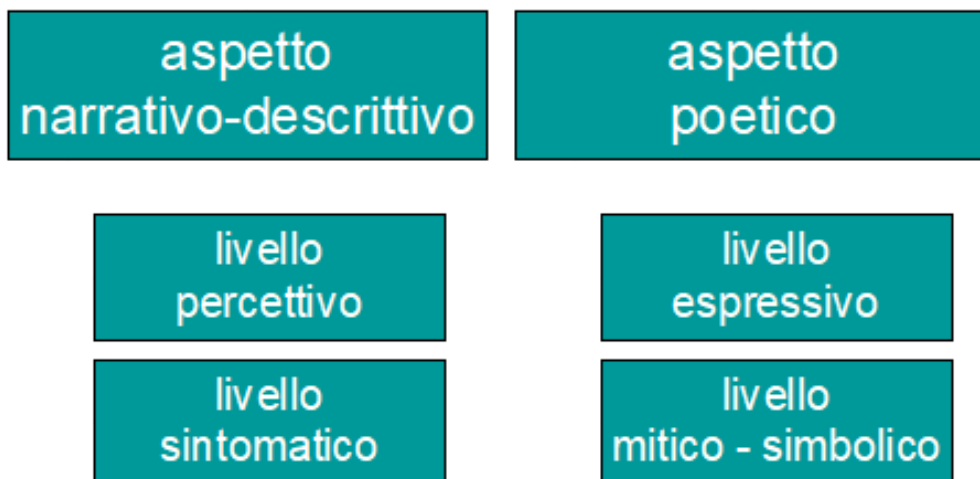 aspetto
narrativo-descrittivo
aspetto
poetico
livello
percettivo
livello
espressivo
livello
sintomatico
livello
mitico - simbolico